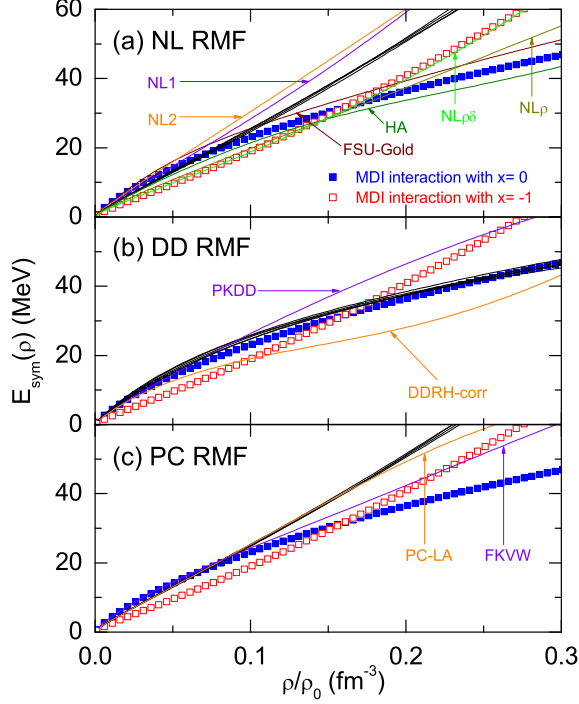 60
(a) NL RMF
NL1
40
NL2
NLρδ
NLρ
HA
20
FSU-Gold
MDI interaction with x= 0
MDI interaction with x= -1
0
(b) DD RMF
PKDD
40
E_sym(ρ) (MeV)
20
DDRH-corr
0
(c) PC RMF
40
PC-LA
FKVW
20
0
0.0 0.1 0.2 0.3
ρ/ρ₀ (fm⁻³)